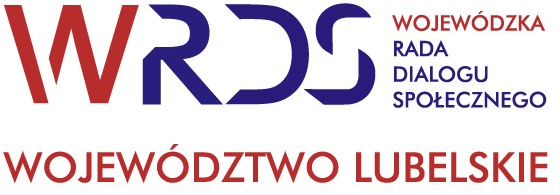 WRDS
WOJEWÓDZKA
RADA
DIALOGU
SPOŁECZNEGO
WOJEWÓDZTWO LUBELSKIE